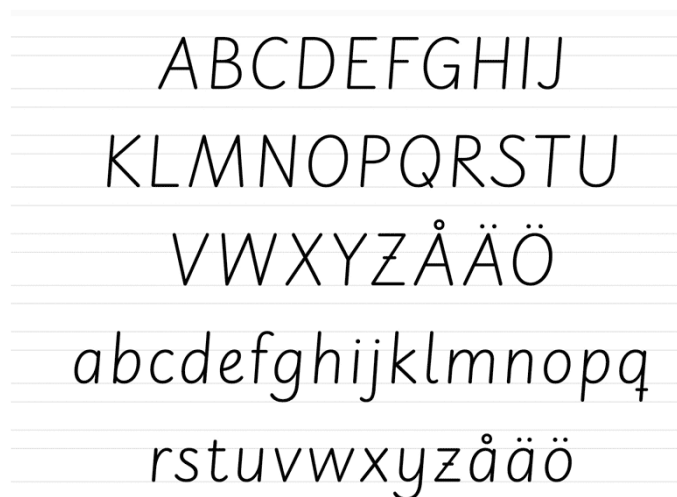 ABCDEFGHIJ
KLMNOPQRSTU
VWXYZÅÄÖ
abcdefghijklmnopq
rstuvwxyzåäö